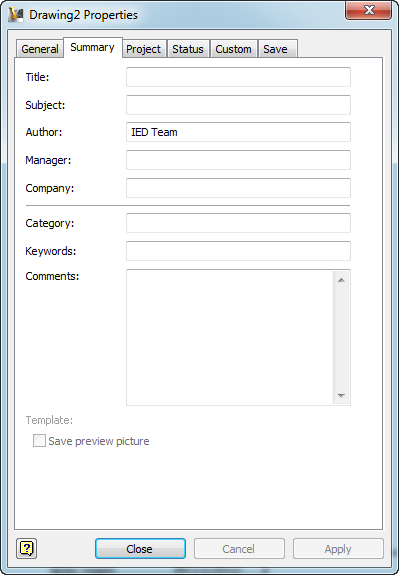 Drawing2 Properties
General Summary Project Status Custom Save
Title:
Subject:
Author: IED Team
Manager:
Company:
Category:
Keywords:
Comments:
Template:
Save preview picture
? Close Cancel Apply